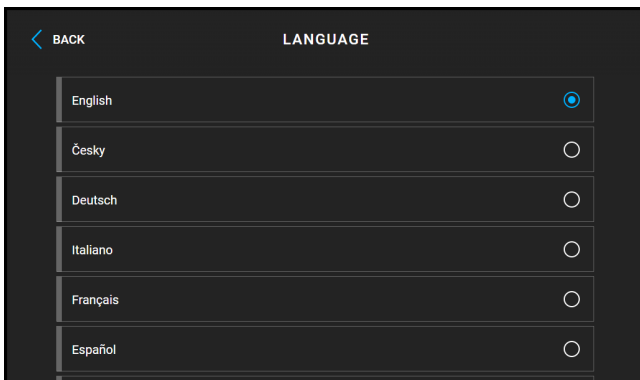 BACK
LANGUAGE
English
Česky
Deutsch
Italiano
Français
Español